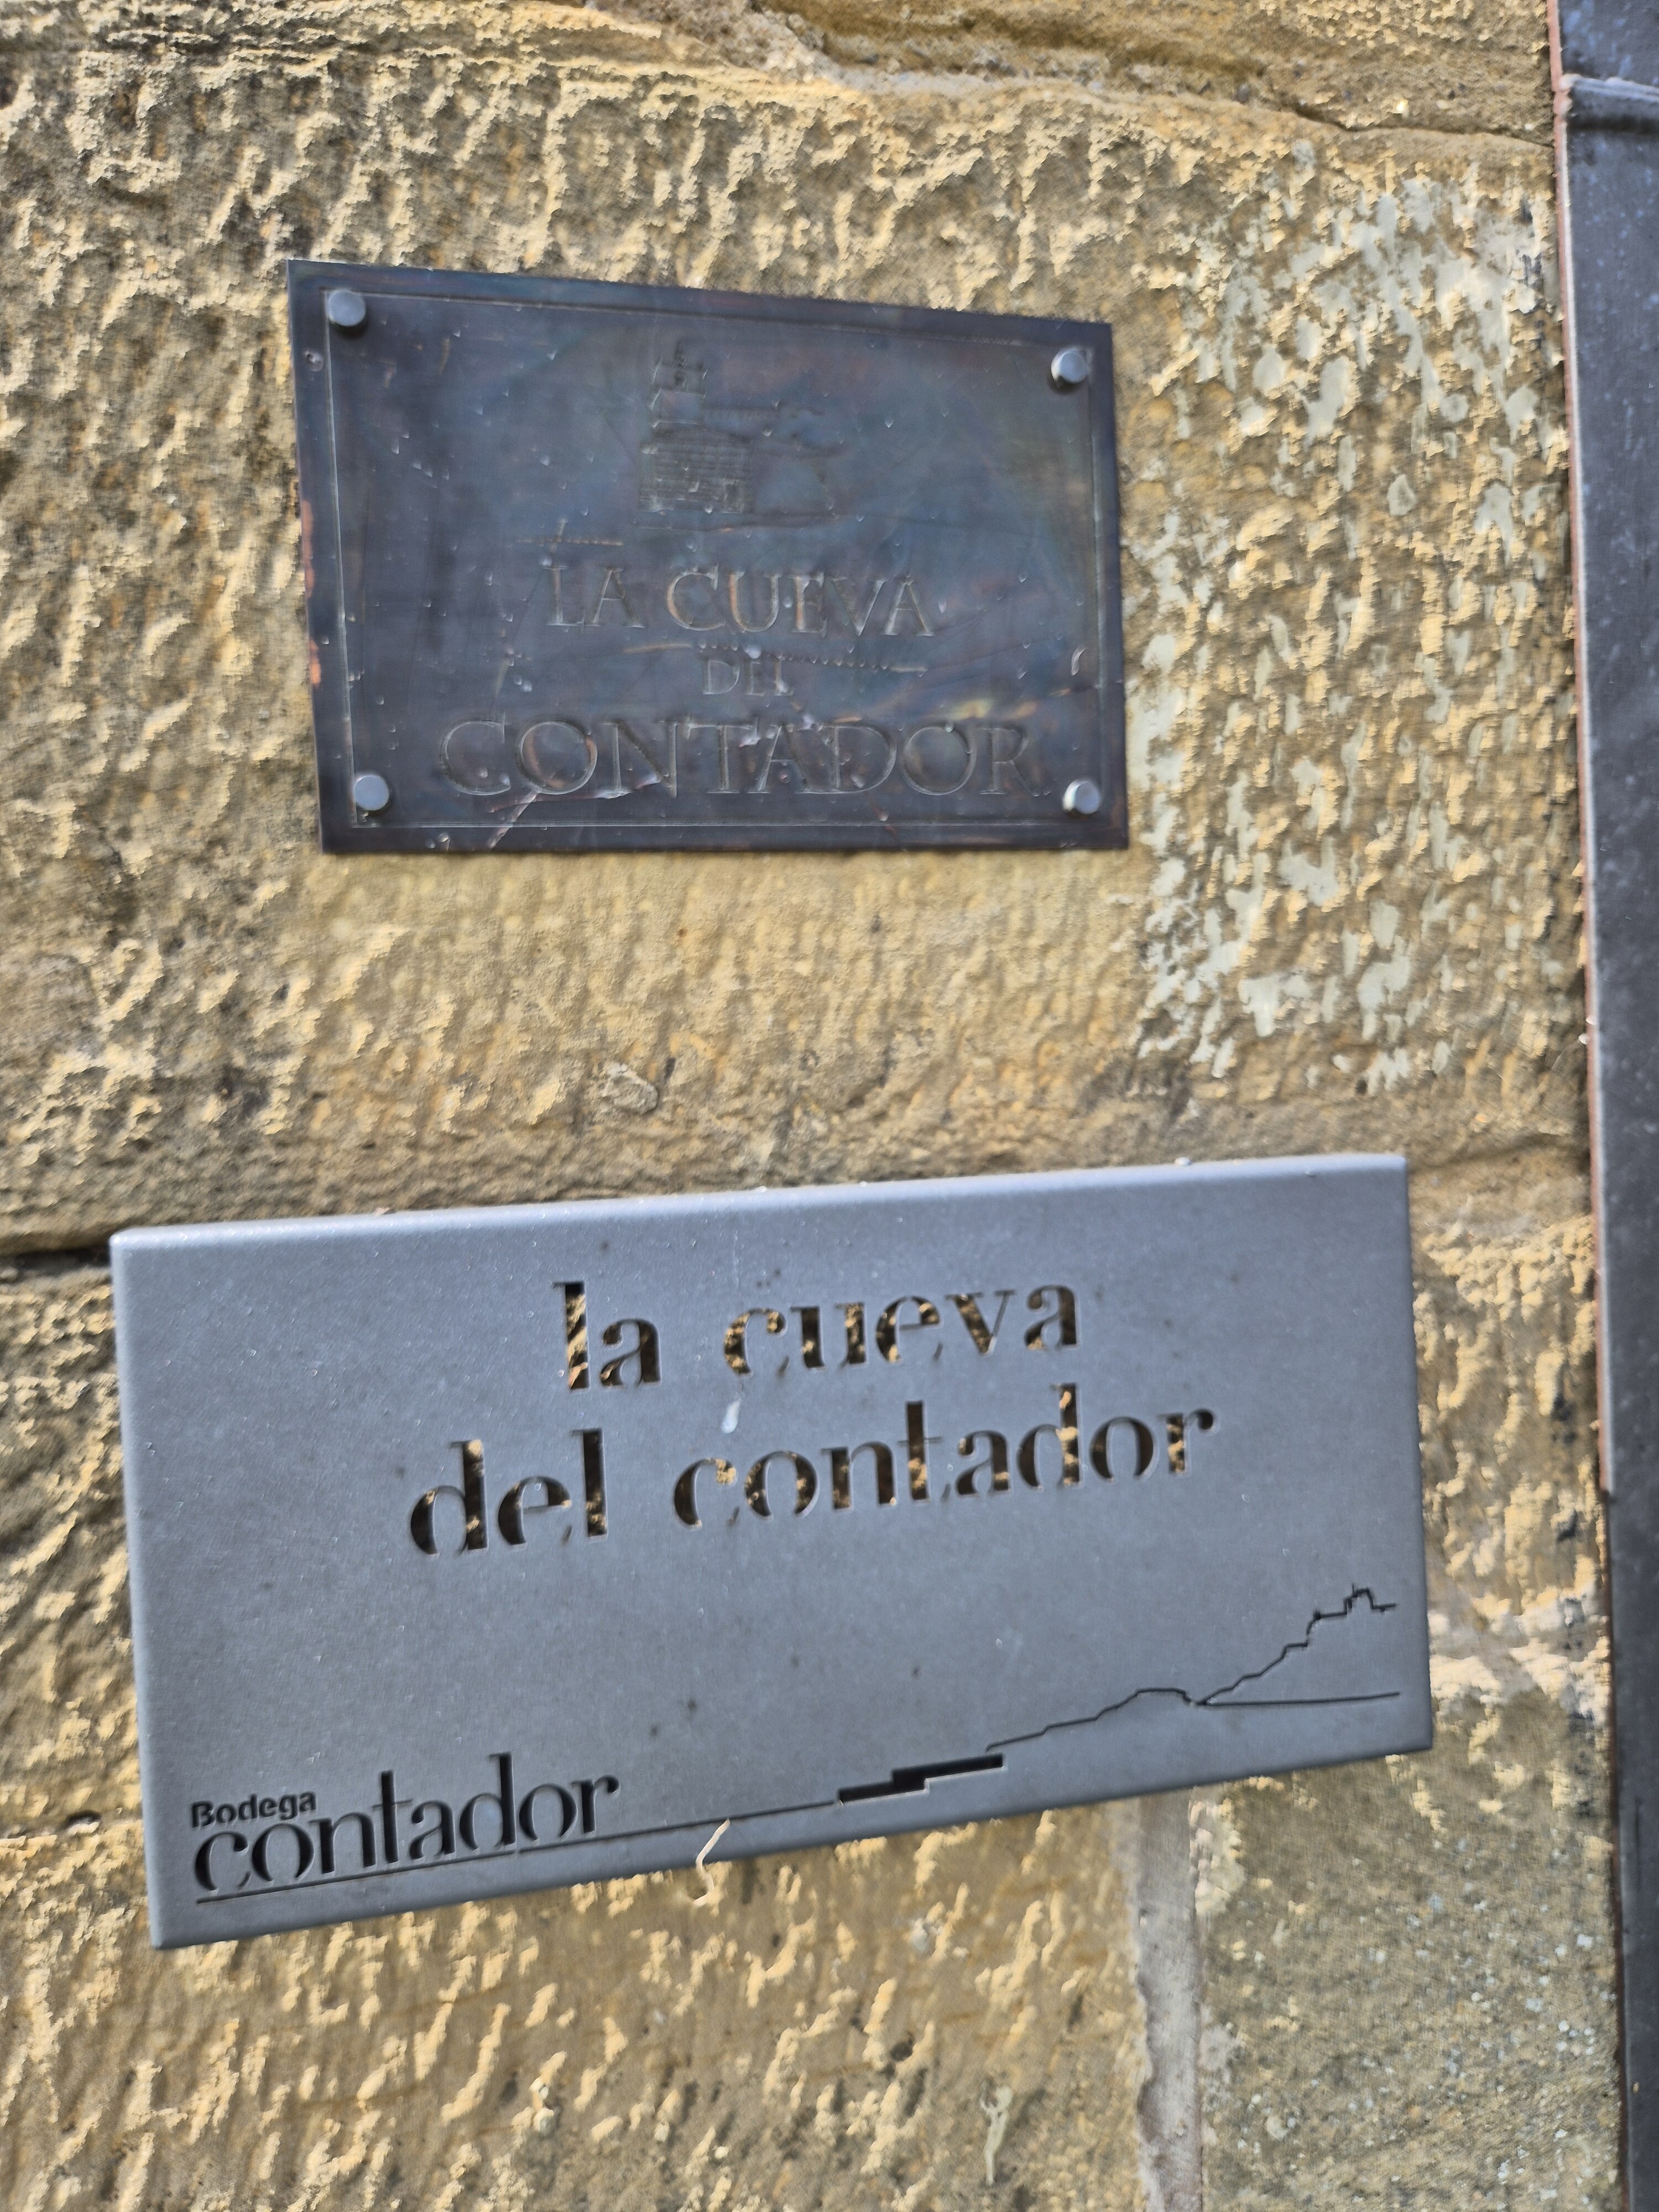 LA CUEVA
DEL
CONTADOR
la cueva
del contador
Bodega
contador